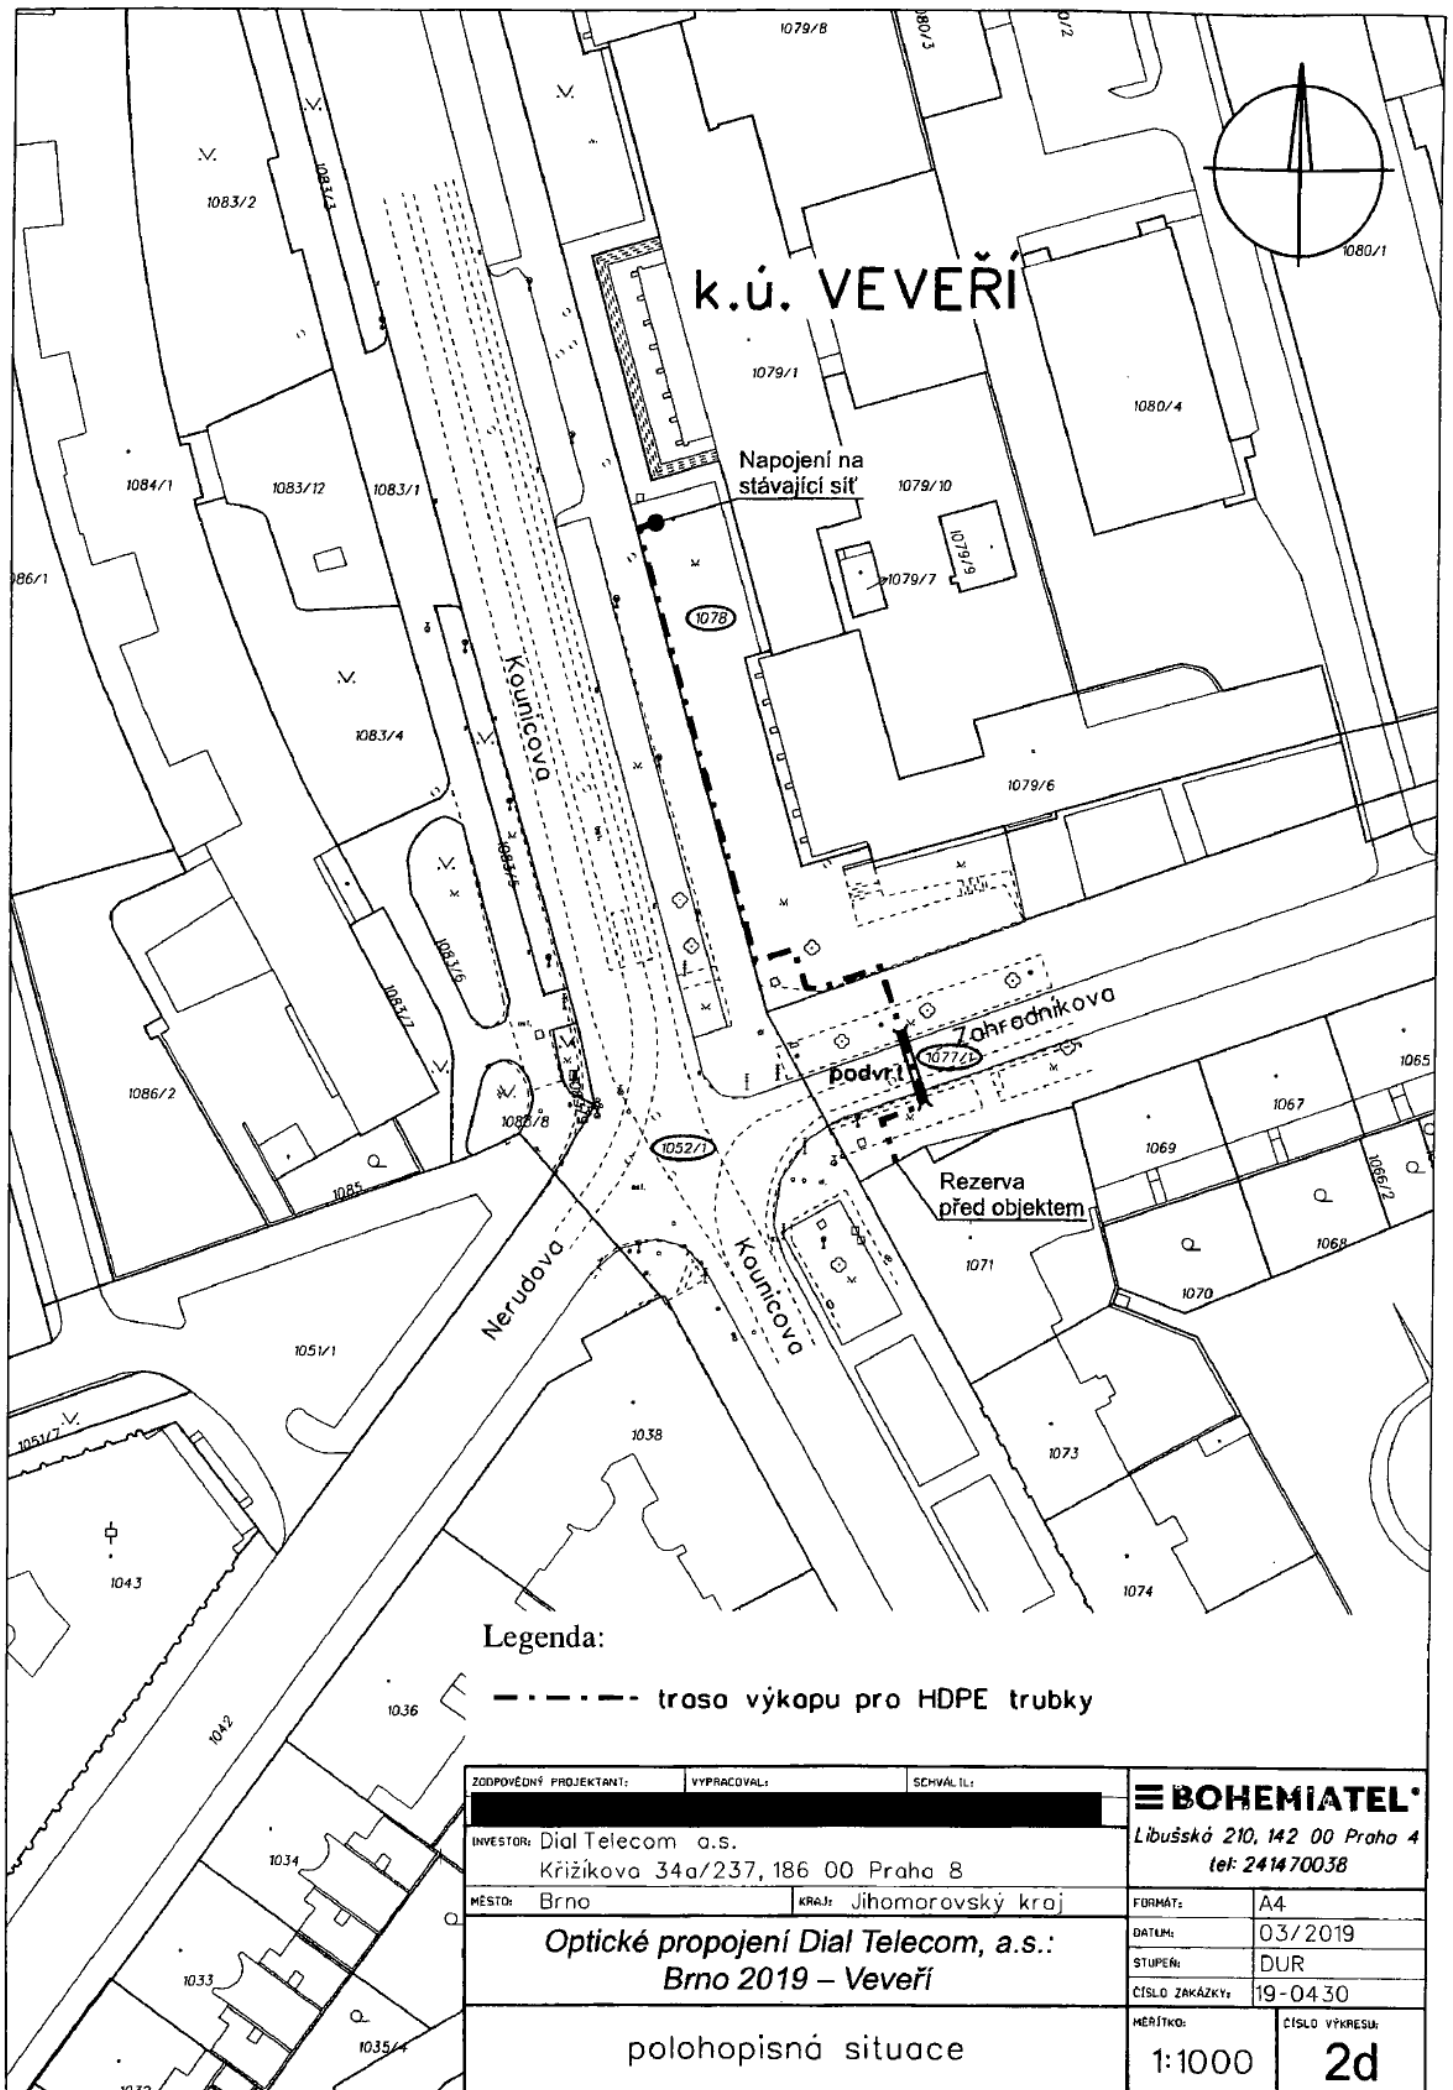 1079/8
1080/3
1083/2
1083/3
1080/1
k.ú. VEVEŘÍ
1079/1
1080/4
Napojení na
stávající síť
1084/1
1083/12
1083/1
1079/10
1079/9
1079/7
1078
Kounicova
1083/4
1079/6
1083/5
1083/6
1083/7
Zahradníkova
1077/1
podvrt
1086/2
1083/8
1052/1
1065
1067
1069
1066/2
1085
Rezerva
před objektem
1068
1071
1070
Nerudova
Kounicova
1051/1
1051/7
1038
1073
1043
1074
Legenda:
trasa výkopu pro HDPE trubky
1036
1042
1034
1033
1035/4
1032
ZODPOVĚDNÝ PROJEKTANT:
VYPRACOVAL:
SCHVÁLIL:
BOHEMIATEL
Libušská 210, 142 00 Praha 4
tel: 241470038
INVESTOR: Dial Telecom a.s.
Křižíkova 34a/237, 186 00 Praha 8
MĚSTO: Brno
KRAJ: Jihomoravský kraj
FORMÁT: A4
DATUM: 03/2019
STUPEŇ: DUR
ČÍSLO ZAKÁZKY: 19-0430
Optické propojení Dial Telecom, a.s.:
Brno 2019 – Veveří
polohopisná situace
MĚŘÍTKO:
1:1000
ČÍSLO VÝKRESU:
2d